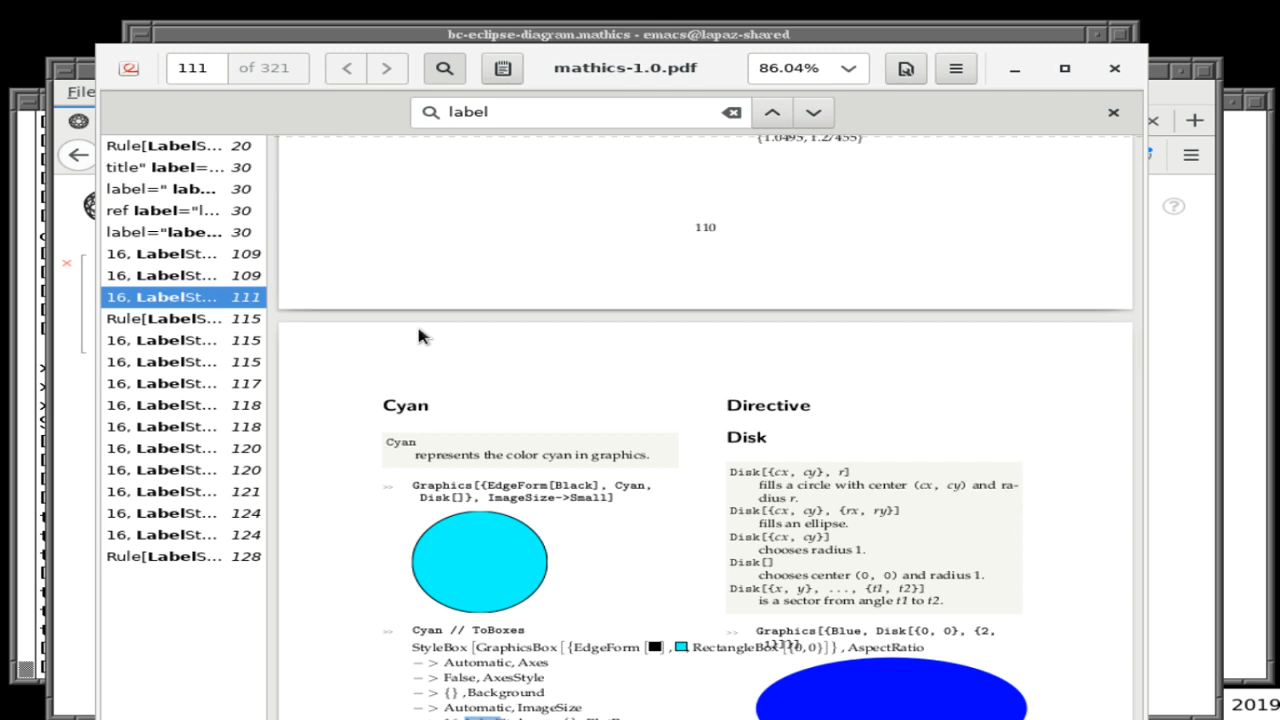 bc-eclipse-diagram.mathics - emacs@lapaz-shared
111 of 321
mathics-1.0.pdf
86.04%
File
label
Rule[LabelS... 20
title" label=... 30
label=" lab... 30
ref label="l... 30
label="labe... 30
16, LabelSt... 109
16, LabelSt... 109
16, LabelSt... 111
Rule[LabelS... 115
16, LabelSt... 115
16, LabelSt... 115
16, LabelSt... 117
16, LabelSt... 118
16, LabelSt... 118
16, LabelSt... 120
16, LabelSt... 120
16, LabelSt... 121
16, LabelSt... 124
16, LabelSt... 124
Rule[LabelS... 128
{1.0495, 1.27455}
110
Cyan
Cyan
represents the color cyan in graphics.
>> Graphics[{EdgeForm[Black], Cyan,
Disk[]}, ImageSize->Small]
>> Cyan // ToBoxes
StyleBox [GraphicsBox [ {EdgeForm [ ] , , RectangleBox [{0,0}]} , AspectRatio
− > Automatic, Axes
− > False, AxesStyle
− > {} ,Background
− > Automatic, ImageSize
Directive
Disk
Disk[{cx, cy}, r]
fills a circle with center (cx, cy) and ra-
dius r.
Disk[{cx, cy}, {rx, ry}]
fills an ellipse.
Disk[{cx, cy}]
chooses radius 1.
Disk[]
chooses center (0, 0) and radius 1.
Disk[{x, y}, ..., {t1, t2}]
is a sector from angle t1 to t2.
>> Graphics[{Blue, Disk[{0, 0}, {2,
1}]}]
2019